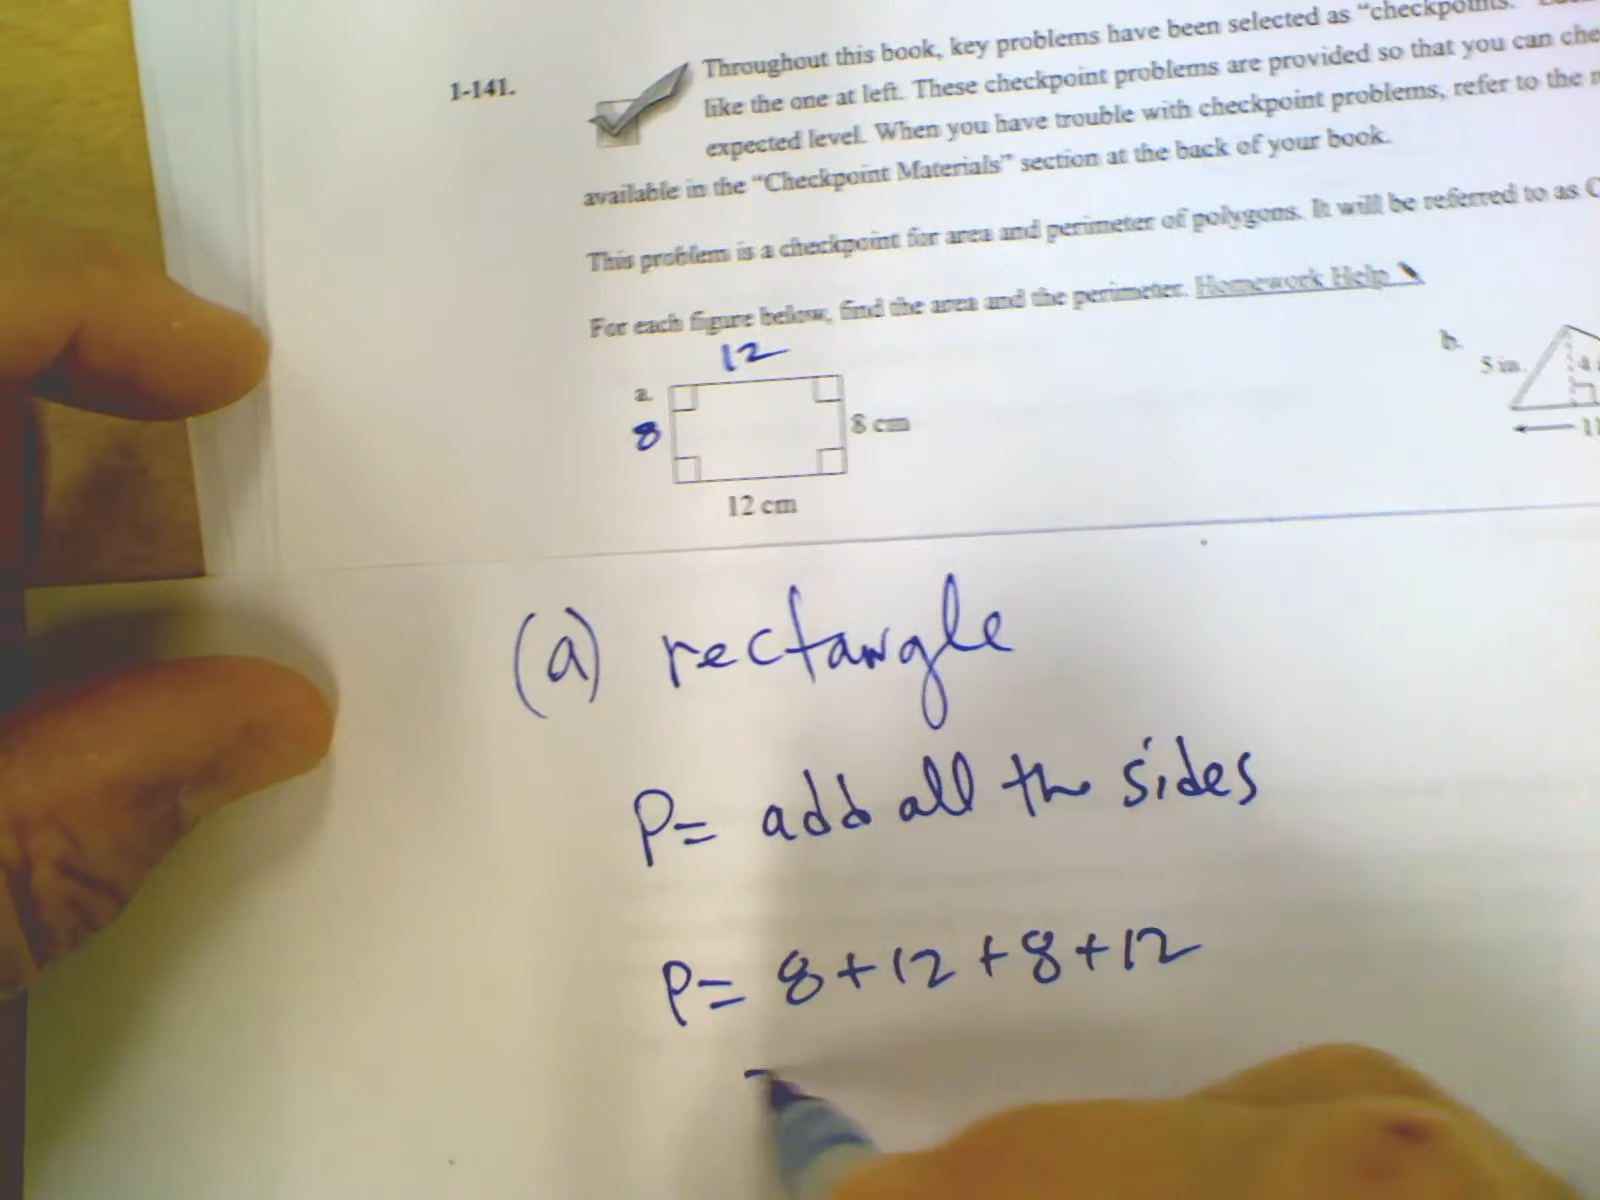 1-141.
Throughout this book, key problems have been selected as "checkpoints."
like the one at left. These checkpoint problems are provided so that you can che
expected level. When you have trouble with checkpoint problems, refer to the
available in the "Checkpoint Materials" section at the back of your book.
This problem is a checkpoint for area and perimeter of polygons. It will be referred to as C
For each figure below, find the area and the perimeter. Homework Help
12
a.
8
8 cm
12 cm
b.
5 in.
4
11
(a) rectangle
P= add all the sides
P= 8+12+8+12